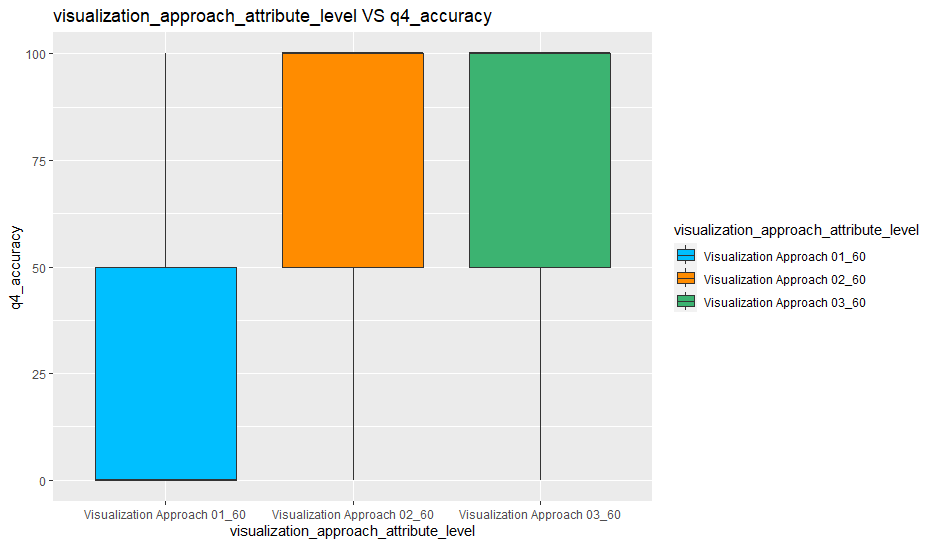 visualization_approach_attribute_level VS q4_accuracy
q4_accuracy
100
75
50
25
0
Visualization Approach 01_60
Visualization Approach 02_60
Visualization Approach 03_60
visualization_approach_attribute_level
visualization_approach_attribute_level
Visualization Approach 01_60
Visualization Approach 02_60
Visualization Approach 03_60